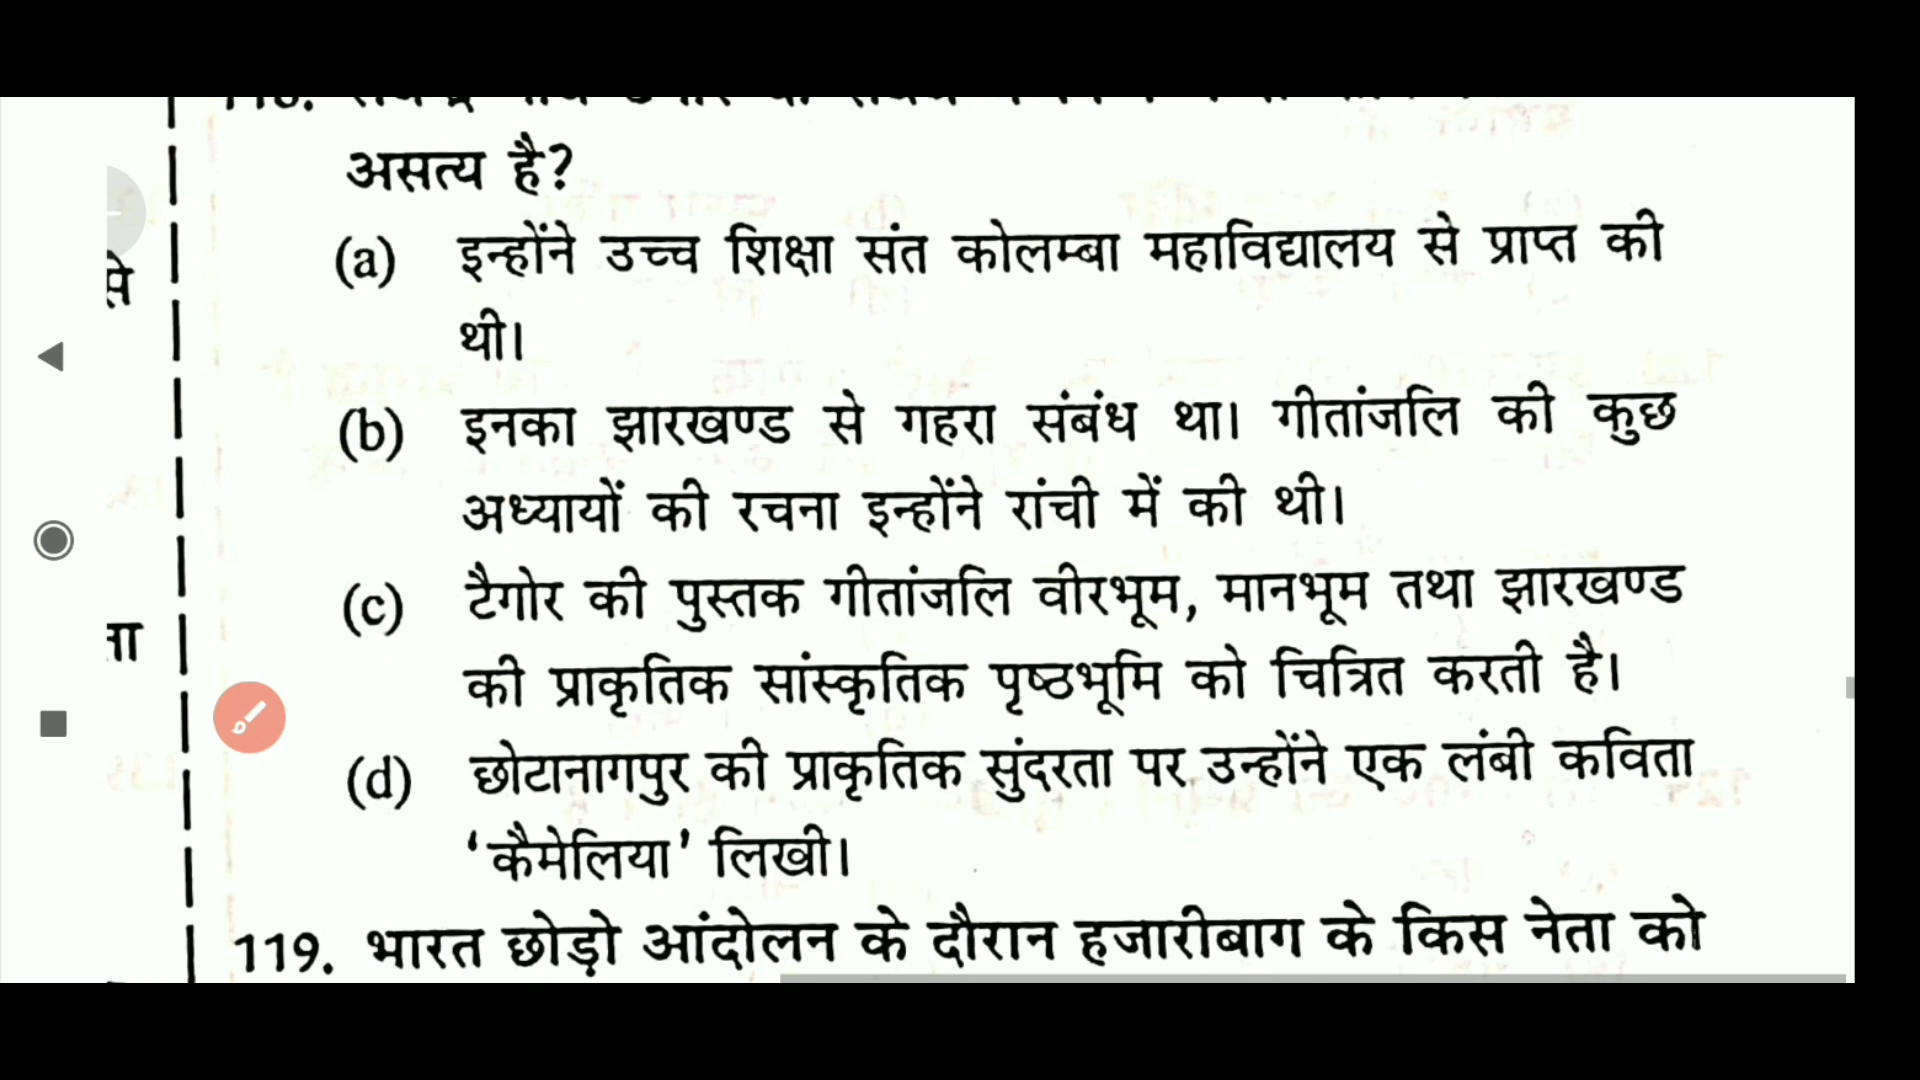 असत्य है?
(a) इन्होंने उच्च शिक्षा संत कोलम्बा महाविद्यालय से प्राप्त की
से
थी।
(b) इनका झारखण्ड से गहरा संबंध था। गीतांजलि की कुछ
अध्यायों की रचना इन्होंने रांची में की थी।
(c) टैगोर की पुस्तक गीतांजलि वीरभूम, मानभूम तथा झारखण्ड
की प्राकृतिक सांस्कृतिक पृष्ठभूमि को चित्रित करती है।
(d) छोटानागपुर की प्राकृतिक सुंदरता पर उन्होंने एक लंबी कविता
‘कैमेलिया’ लिखी।
119. भारत छोड़ो आंदोलन के दौरान हजारीबाग के किस नेता को